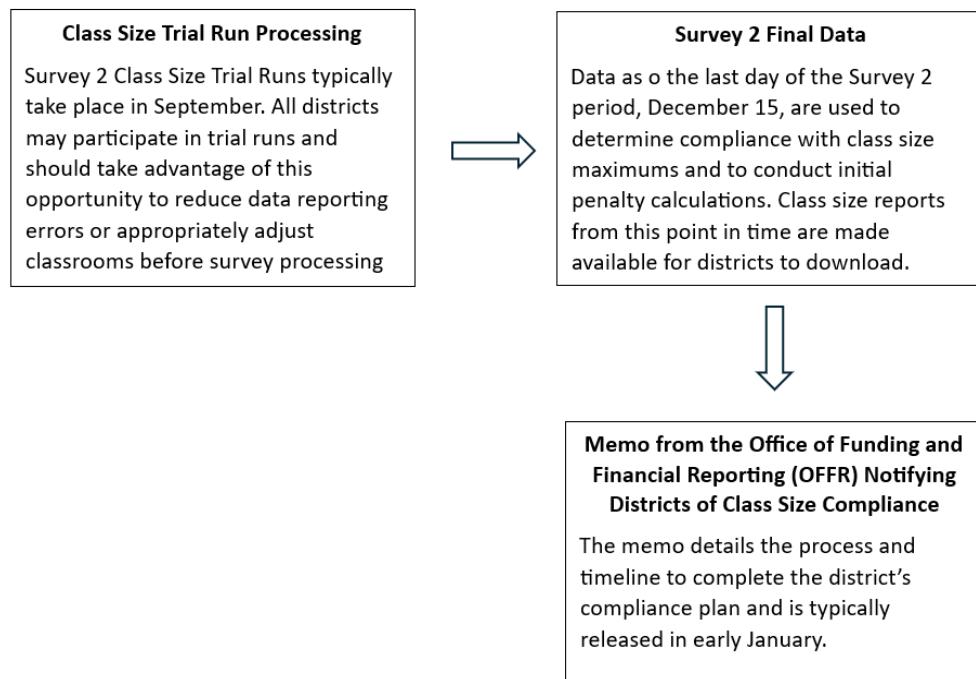 Class Size Trial Run Processing
Survey 2 Class Size Trial Runs typically
take place in September. All districts
may participate in trial runs and
should take advantage of this
opportunity to reduce data reporting
errors or appropriately adjust
classrooms before survey processing
Survey 2 Final Data
Data as o the last day of the Survey 2
period, December 15, are used to
determine compliance with class size
maximums and to conduct initial
penalty calculations. Class size reports
from this point in time are made
available for districts to download.
Memo from the Office of Funding and
Financial Reporting (OFFR) Notifying
Districts of Class Size Compliance
The memo details the process and
timeline to complete the district’s
compliance plan and is typically
released in early January.